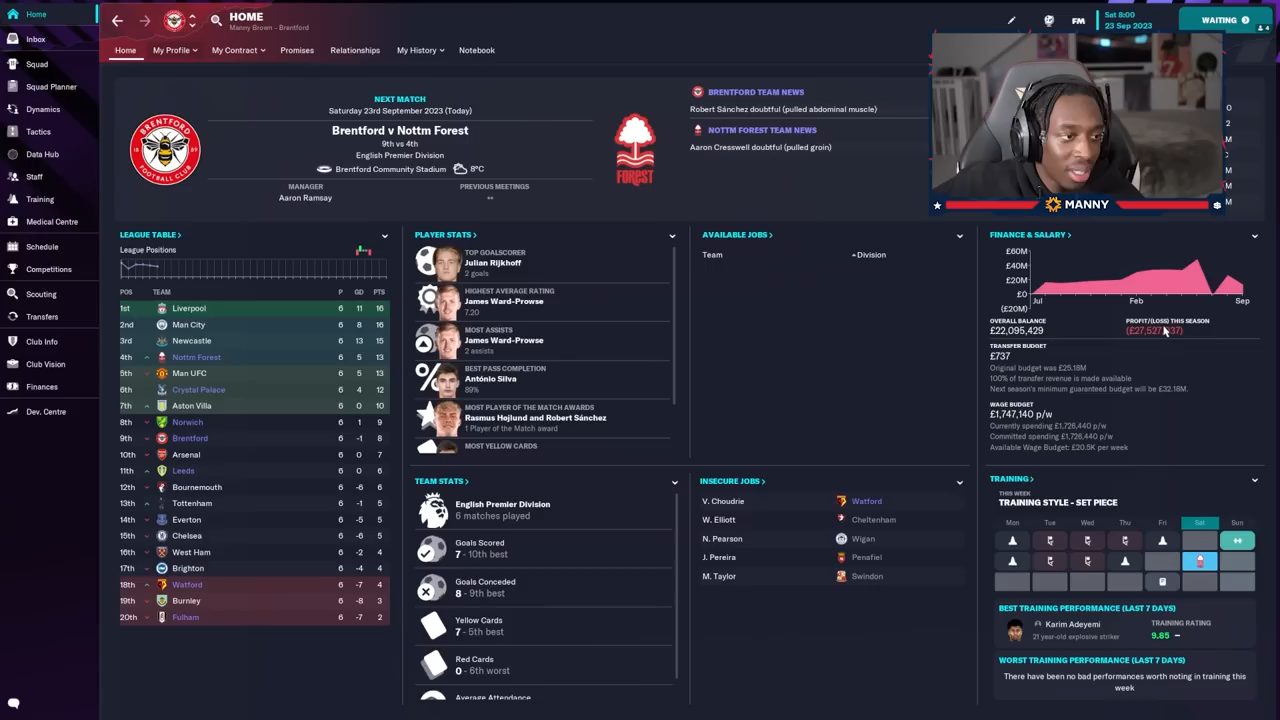 Home
HOME
Manny Brown - Brentford
FM
Sat 8:00
23 Sep 2023
WAITING
4
Home
My Profile
My Contract
Promises
Relationships
My History
Notebook
Inbox
Squad
Squad Planner
Dynamics
Tactics
Data Hub
Staff
Training
Medical Centre
Schedule
Competitions
Scouting
Transfers
Club Info
Club Vision
Finances
Dev. Centre
BRENTFORD
FOOTBALL CLUB
NEXT MATCH
Saturday 23rd September 2023 (Today)
Brentford v Nottm Forest
9th vs 4th
English Premier Division
Brentford Community Stadium
8°C
MANAGER
Aaron Ramsay
PREVIOUS MEETINGS
--
FOREST
BRENTFORD TEAM NEWS
Robert Sánchez doubtful (pulled abdominal muscle)
NOTTM FOREST TEAM NEWS
Aaron Cresswell doubtful (pulled groin)
MANNY
LEAGUE TABLE >
League Positions
POS TEAM P GD PTS
1st Liverpool 6 11 16
2nd Man City 6 8 16
3rd Newcastle 6 13 15
4th Nottm Forest 6 5 13
5th Man UFC 6 5 13
6th Crystal Palace 6 4 12
7th Aston Villa 6 0 10
8th Norwich 6 1 9
9th Brentford 6 -1 8
10th Arsenal 6 0 7
11th Leeds 6 0 6
12th Bournemouth 6 -6 6
13th Tottenham 6 -1 5
14th Everton 6 -5 5
15th Chelsea 6 -6 5
16th West Ham 6 -2 4
17th Brighton 6 -4 4
18th Watford 6 -7 4
19th Burnley 6 -8 3
20th Fulham 6 -7 2
PLAYER STATS >
TOP GOALSCORER
Julian Rijkhoff
2 goals
HIGHEST AVERAGE RATING
James Ward-Prowse
7.20
MOST ASSISTS
James Ward-Prowse
2 assists
BEST PASS COMPLETION
António Silva
89%
MOST PLAYER OF THE MATCH AWARDS
Rasmus Højlund and Robert Sánchez
1 Player of the Match award
MOST YELLOW CARDS
TEAM STATS >
English Premier Division
6 matches played
Goals Scored
7 - 10th best
Goals Conceded
8 - 9th best
Yellow Cards
7 - 5th best
Red Cards
0 - 6th worst
Average Attendance
AVAILABLE JOBS >
Team Division
INSECURE JOBS >
V. Choudrie Watford
W. Elliott Cheltenham
N. Pearson Wigan
J. Pereira Penafiel
M. Taylor Swindon
FINANCE & SALARY >
£60M
£40M
£20M
£0
(£20M)
Jul Feb Sep
OVERALL BALANCE
£22,095,429
PROFIT/(LOSS) THIS SEASON
TRANSFER BUDGET
£737
Original budget was £25.18M
100% of transfer revenue is made available
Next season's minimum guaranteed budget will be £32.18M.
WAGE BUDGET
£1,747,140 p/w
Currently spending £1,726,440 p/w
Committed spending £1,726,440 p/w
Available Wage Budget: £20.5K per week
TRAINING >
THIS WEEK
TRAINING STYLE - SET PIECE
Mon Tue Wed Thu Fri Sat Sun
BEST TRAINING PERFORMANCE (LAST 7 DAYS)
Karim Adeyemi
21 year-old explosive striker
TRAINING RATING
9.85 –
WORST TRAINING PERFORMANCE (LAST 7 DAYS)
There have been no bad performances worth noting in training this
week